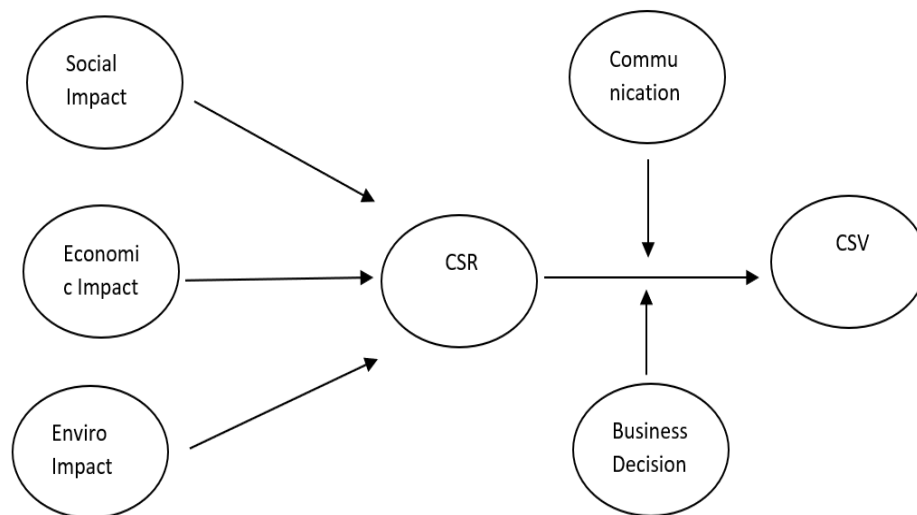 Social
Impact
Commu
nication
Economi
c Impact
CSR
CSV
Enviro
Impact
Business
Decision